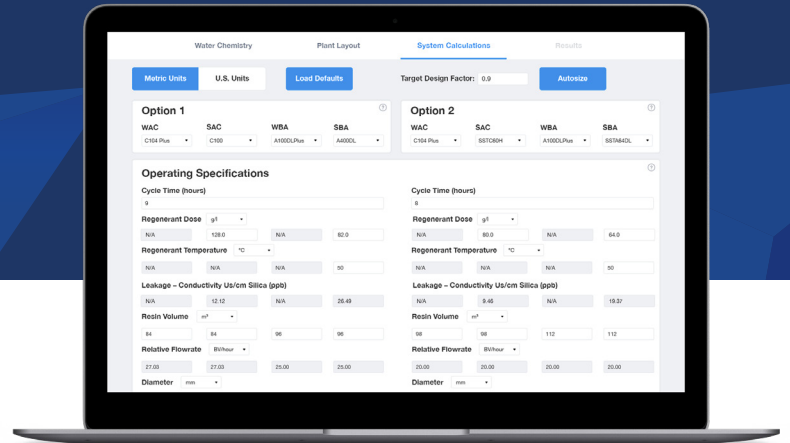 Water Chemistry Plant Layout System Calculations Results
Metric Units U.S. Units Load Defaults Target Design Factor: 0.9 Autosize
Option 1 Option 2
WAC SAC WBA SBA WAC SAC WBA SBA
C104 Plus C100 A100DLPlus A400DL C104 Plus SSTC60H A100DLPlus SSTA64DL
Operating Specifications
Cycle Time (hours) Cycle Time (hours)
9 6
Regenerant Dose g/l Regenerant Dose g/l
N/A 128.0 N/A 82.0 N/A 80.0 N/A 64.0
Regenerant Temperature °C Regenerant Temperature °C
N/A N/A N/A 50 N/A N/A N/A 50
Leakage – Conductivity Us/cm Silica (ppb) Leakage – Conductivity Us/cm Silica (ppb)
N/A 12.12 N/A 26.49 N/A 9.46 N/A 19.37
Resin Volume m³ Resin Volume m³
84 84 96 96 98 98 112 112
Relative Flowrate BV/hour Relative Flowrate BV/hour
27.03 27.03 25.00 25.00 20.00 20.00 20.00 20.00
Diameter mm Diameter mm